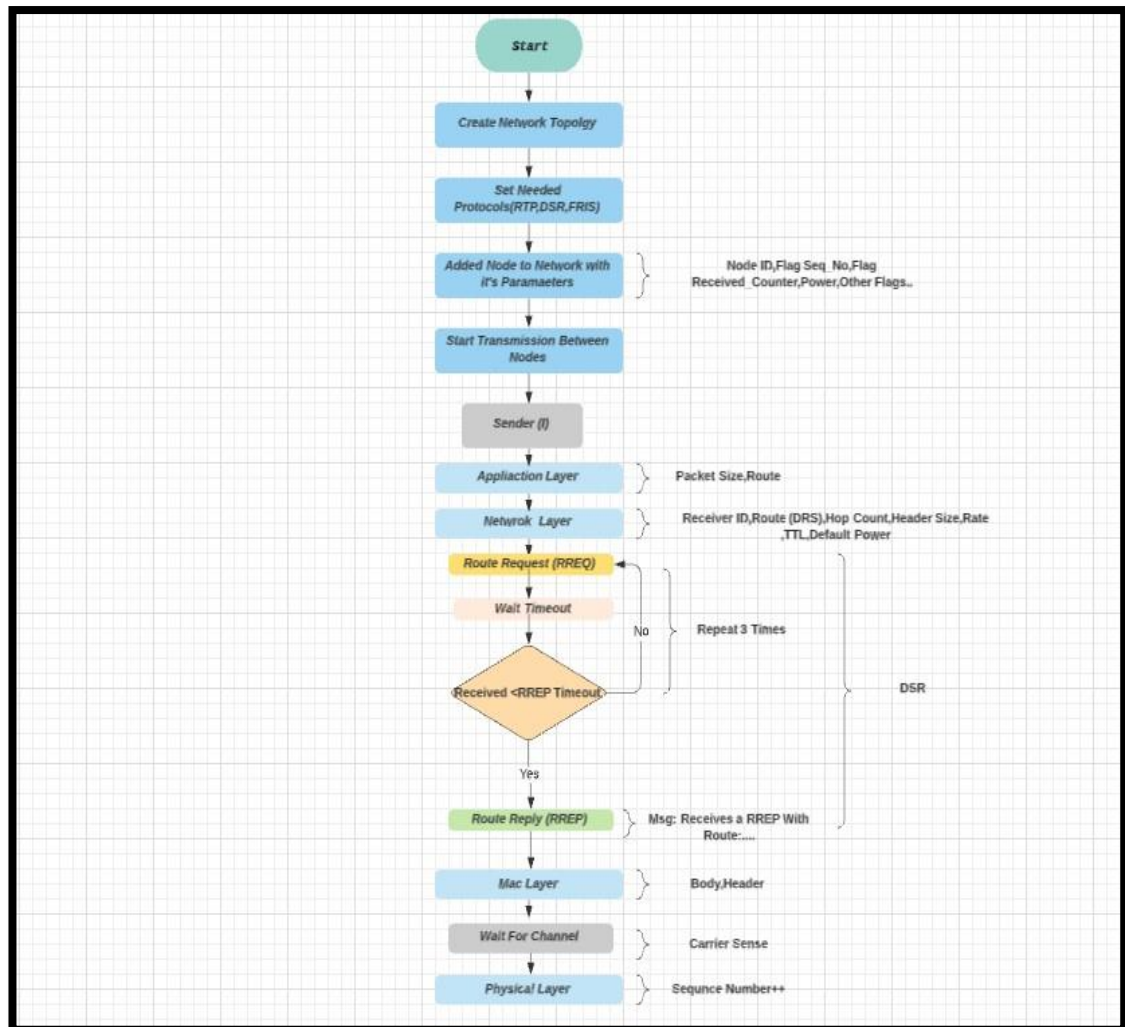 Start
Create Network Topolgy
Set Needed
Protocols(RTP,DSR,FRIS)
Added Node to Network with
it's Paramaeters
Node ID,Flag Seq_No,Flag
Received_Counter,Power,Other Flags..
Start Transmission Between
Nodes
Sender (I)
Appliaction Layer
Packet Size,Route
Netwrok Layer
Receiver ID,Route (DRS),Hop Count,Header Size,Rate
,TTL,Default Power
Route Request (RREQ)
Wait Timeout
No
Repeat 3 Times
Received <RREP Timeout
DSR
Yes
Route Reply (RREP)
Msg: Receives a RREP With
Route:....
Mac Layer
Body,Header
Wait For Channel
Carrier Sense
Physical Layer
Sequnce Number++